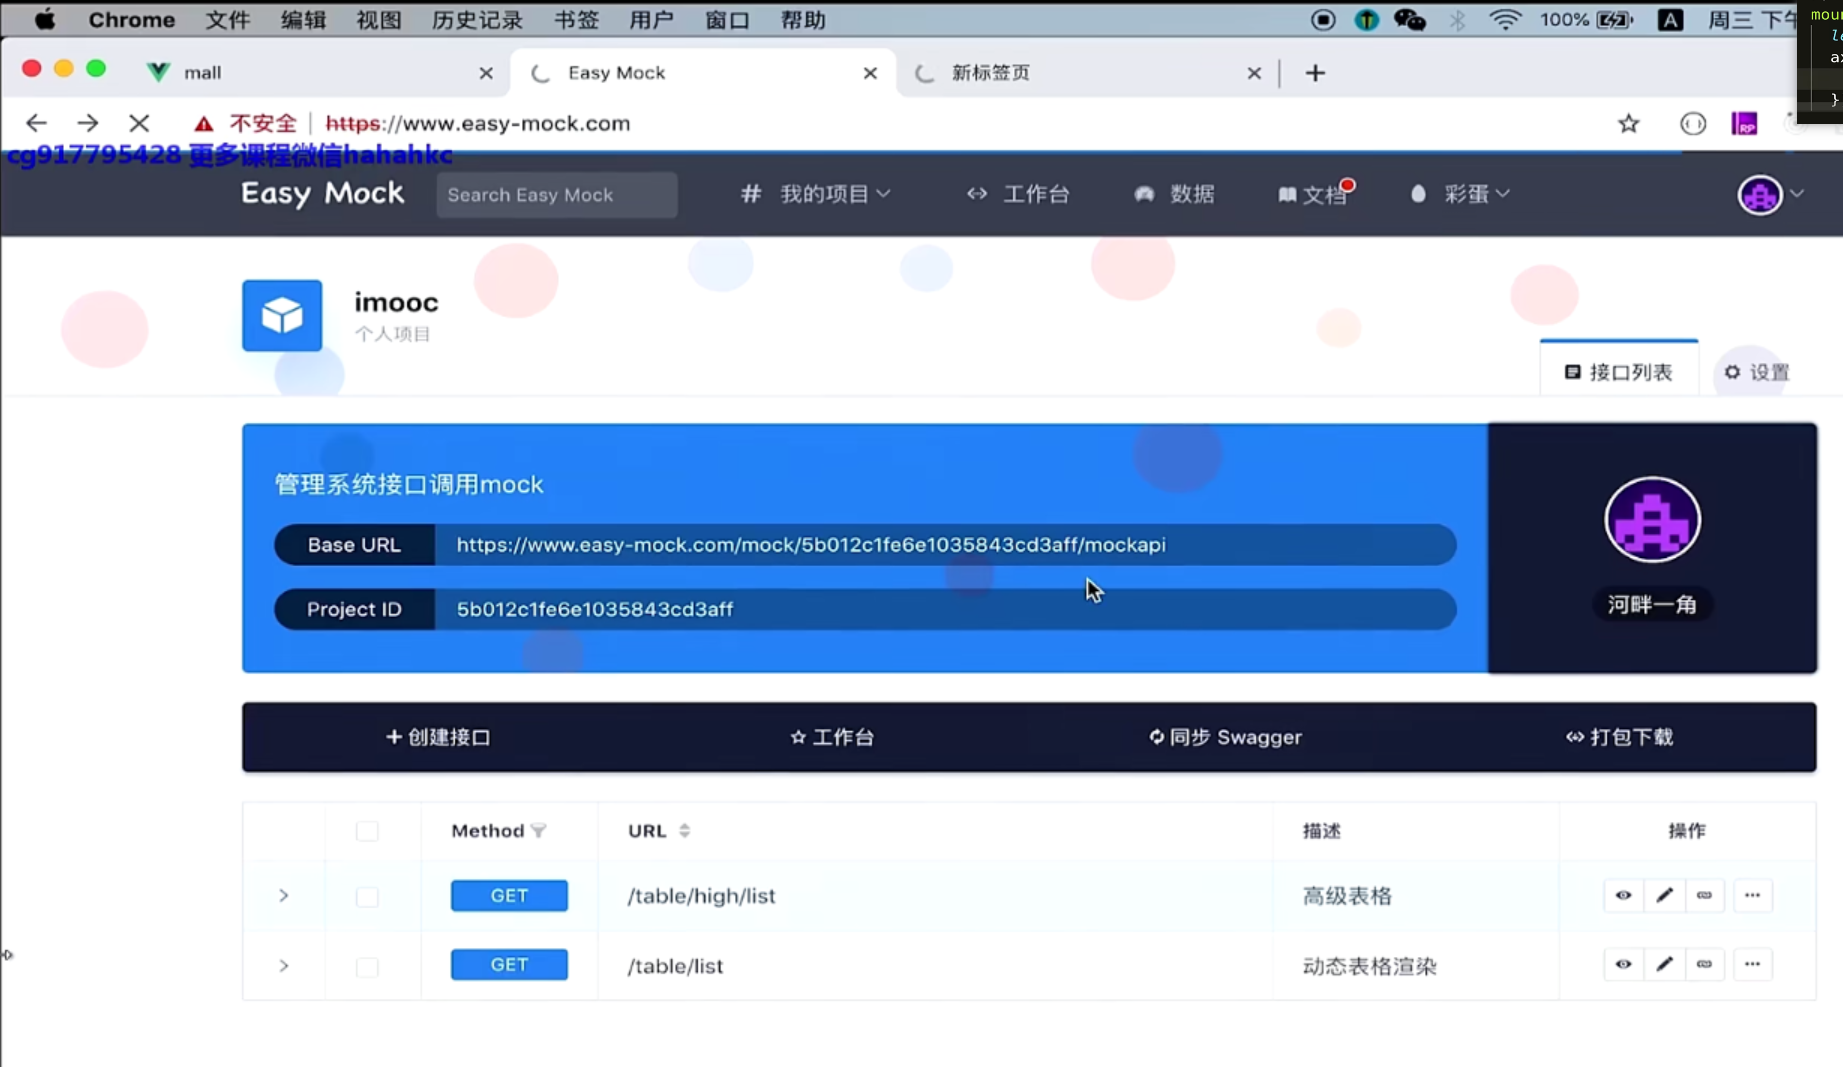 Chrome 文件 编辑 视图 历史记录 书签 用户 窗口 帮助 100% A 周三 下午
mall Easy Mock 新标签页
不安全 https://www.easy-mock.com
cg917795428 更多课程微信hahahkc
Easy Mock Search Easy Mock 我的项目 工作台 数据 文档 彩蛋
imooc
个人项目
接口列表 设置
管理系统接口调用mock
Base URL https://www.easy-mock.com/mock/5b012c1fe6e1035843cd3aff/mockapi
Project ID 5b012c1fe6e1035843cd3aff
河畔一角
创建接口 工作台 同步 Swagger 打包下载
Method URL 描述 操作
GET /table/high/list 高级表格
GET /table/list 动态表格渲染